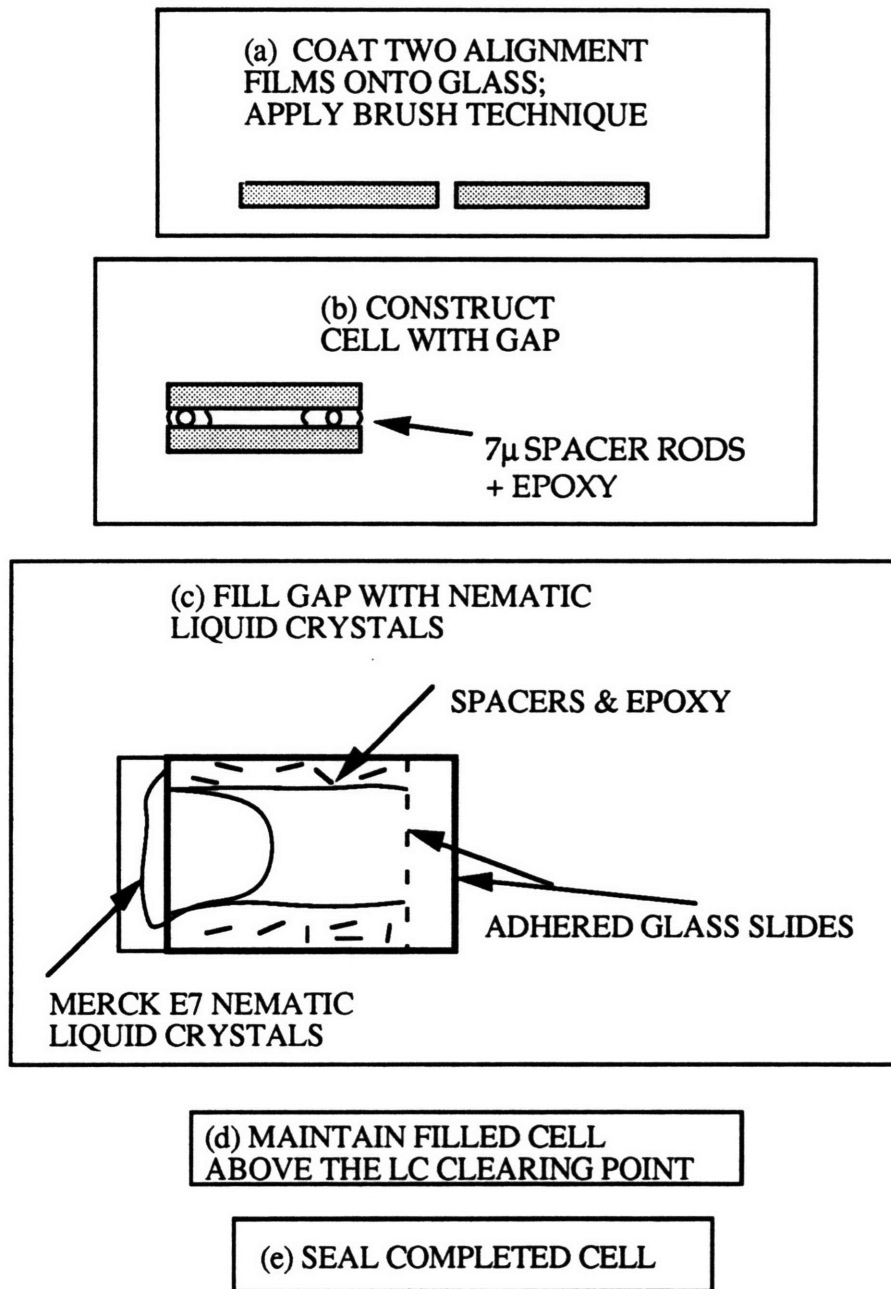 (a) COAT TWO ALIGNMENT
FILMS ONTO GLASS;
APPLY BRUSH TECHNIQUE
(b) CONSTRUCT
CELL WITH GAP
7μ SPACER RODS
+ EPOXY
(c) FILL GAP WITH NEMATIC
LIQUID CRYSTALS
SPACERS & EPOXY
ADHERED GLASS SLIDES
MERCK E7 NEMATIC
LIQUID CRYSTALS
(d) MAINTAIN FILLED CELL
ABOVE THE LC CLEARING POINT
(e) SEAL COMPLETED CELL